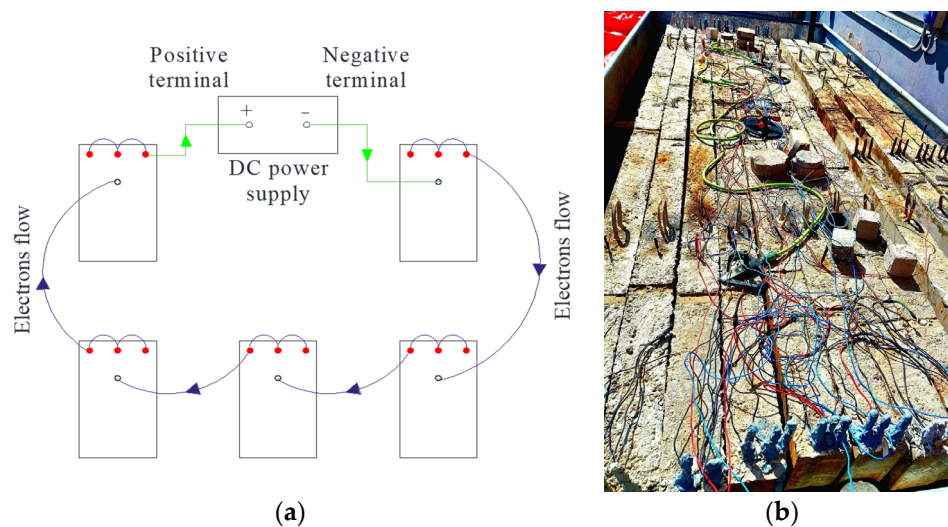 Positive
terminal
Negative
terminal
+
−
DC power
supply
Electrons flow
Electrons flow
(a)
(b)